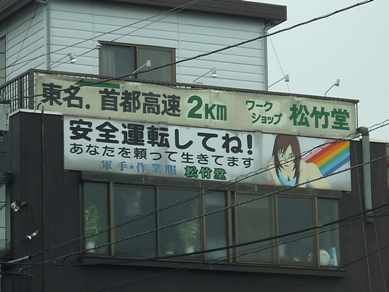 東名．首都高速 2KM ワークショップ 松竹堂
安全運転してね！
あなたを頼って生きてます
軍手・作業服 松竹堂